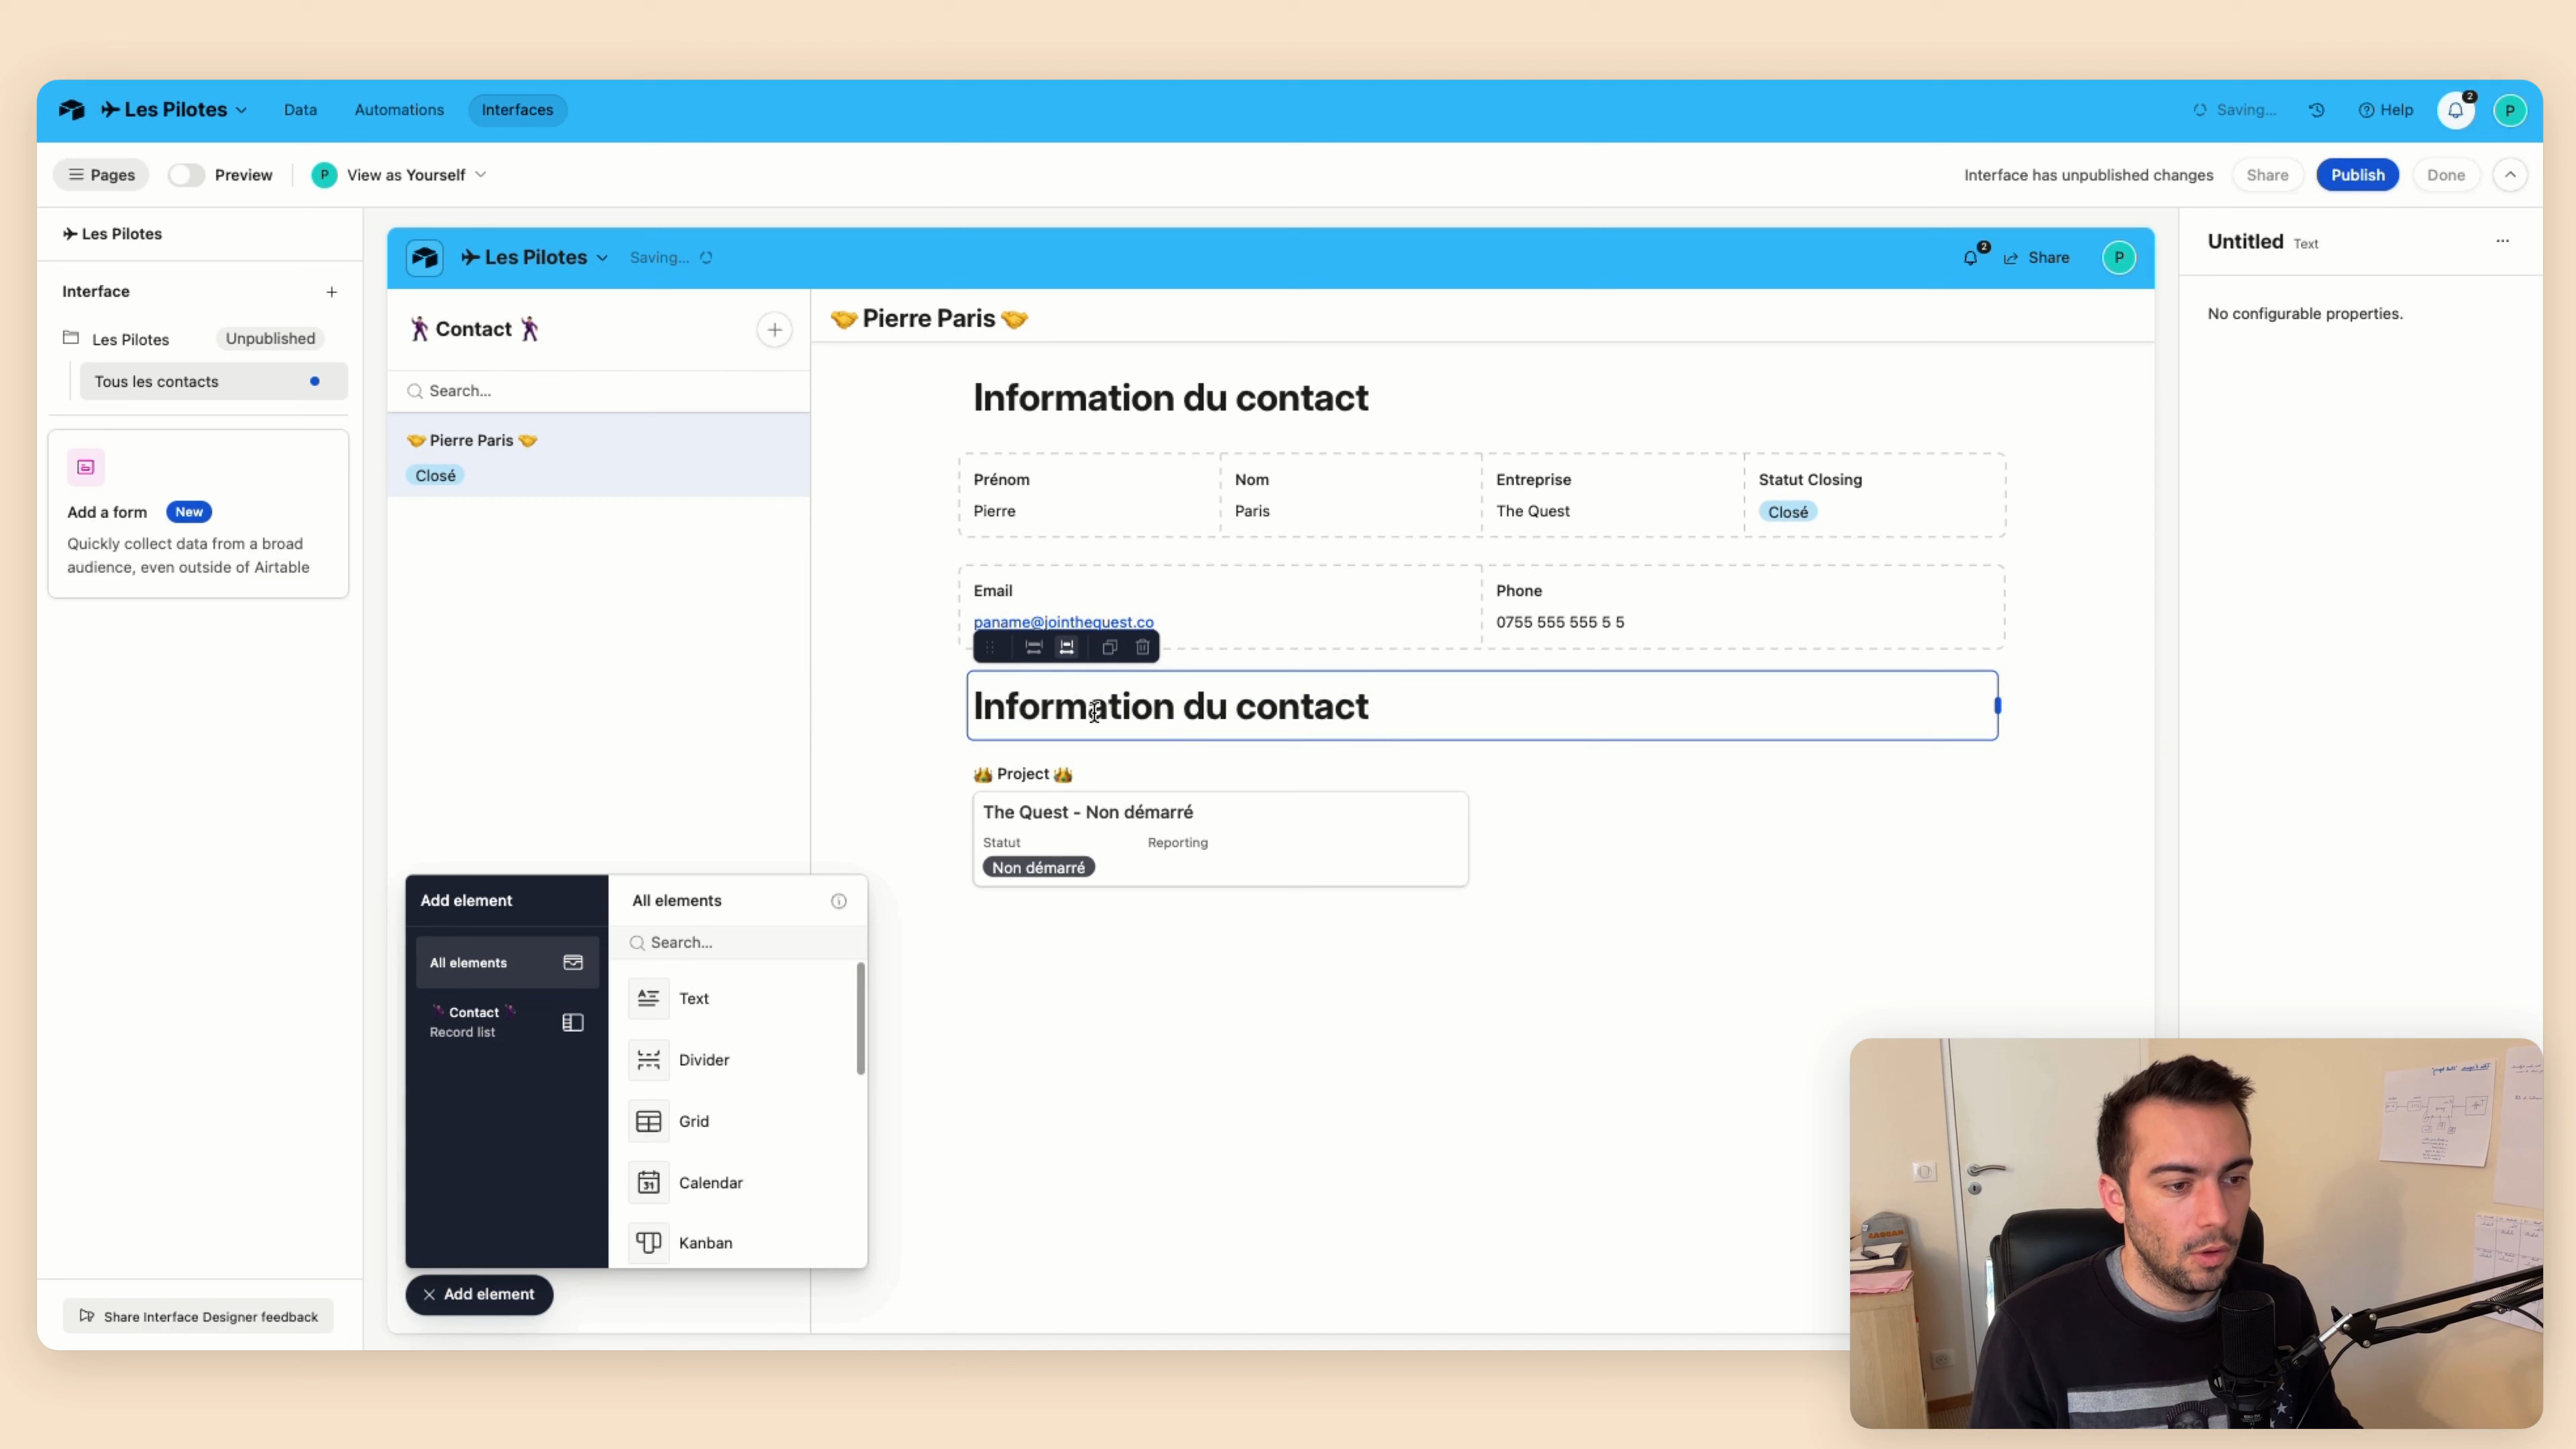 Les Pilotes
Data
Automations
Interfaces
Saving...
Help
2
P
Pages
Preview
P
View as Yourself
Interface has unpublished changes
Share
Publish
Done
Les Pilotes
Interface
Les Pilotes
Unpublished
Tous les contacts
Add a form
New
Quickly collect data from a broad
audience, even outside of Airtable
Share Interface Designer feedback
Les Pilotes
Saving...
2
Share
P
Contact
Search...
Pierre Paris
Closé
Pierre Paris
Information du contact
Prénom
Nom
Entreprise
Statut Closing
Pierre
Paris
The Quest
Closé
Email
Phone
paname@jointhequest.co
0755 555 555 5 5
Information du contact
Project
The Quest - Non démarré
Statut
Reporting
Non démarré
Add element
All elements
Contact
Record list
All elements
Search...
Text
Divider
Grid
31
Calendar
Kanban
Add element
Untitled
Text
No configurable properties.